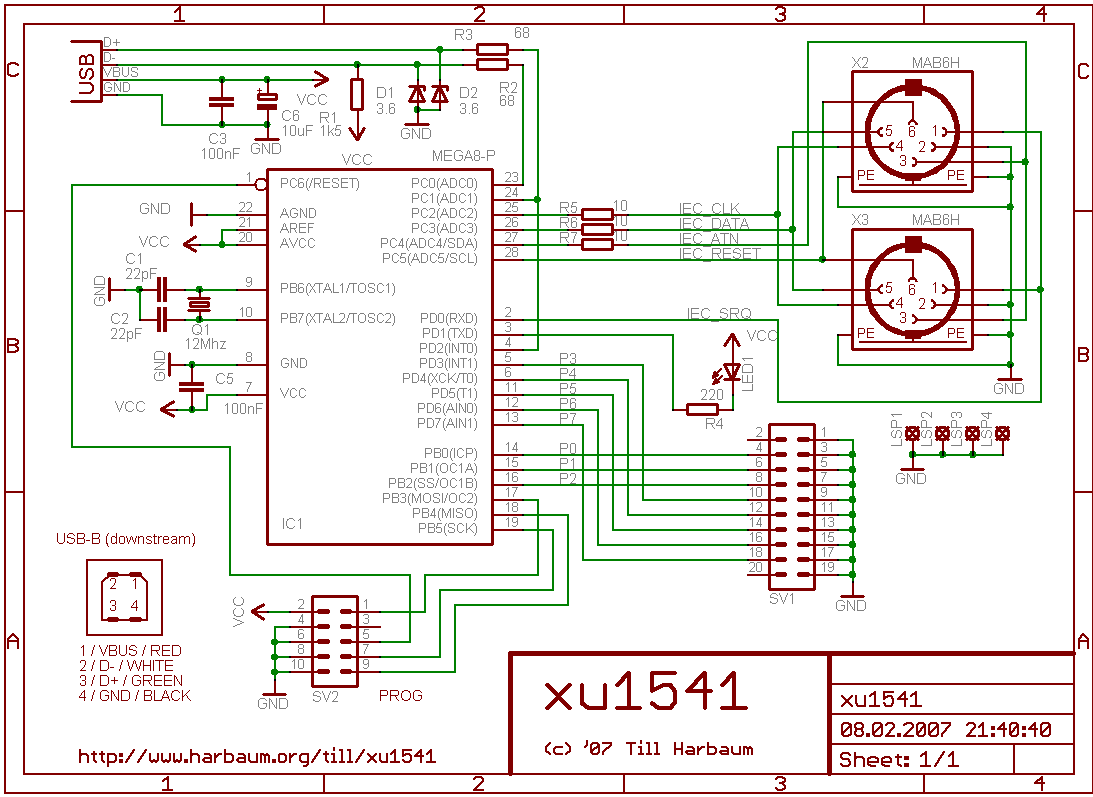 1 2 3 4
C
B
A
C
B
A
1 2 3 4
USB
D+
D-
VBUS
GND
C3
100nF
C6
10uF
+
GND
VCC
R1
1k5
VCC
D1
3.6
D2
3.6
GND
R3
68
R2
68
MEGA8-P
IC1
1 PC6(/RESET)
22 AGND
21 AREF
20 AVCC
9 PB6(XTAL1/TOSC1)
10 PB7(XTAL2/TOSC2)
8 GND
7 VCC
PC0(ADC0) 23
PC1(ADC1) 24
PC2(ADC2) 25
PC3(ADC3) 26
PC4(ADC4/SDA) 27
PC5(ADC5/SCL) 28
PD0(RXD) 2
PD1(TXD) 3
PD2(INT0) 4
PD3(INT1) 5
PD4(XCK/T0) 6
PD5(T1) 11
PD6(AIN0) 12
PD7(AIN1) 13
PB0(ICP) 14
PB1(OC1A) 15
PB2(SS/OC1B) 16
PB3(MOSI/OC2) 17
PB4(MISO) 18
PB5(SCK) 19
GND
VCC
C1
22pF
GND
C2
22pF
Q1
12Mhz
GND
C5
100nF
VCC
R5 10
R6 10
R7 10
IEC_CLK
IEC_DATA
IEC_ATN
IEC_RESET
IEC_SRQ
X2 MAB6H
5 6 1
4 2
3
PE PE
X3 MAB6H
5 6 1
4 2
3
PE PE
GND
VCC
LED1
220
R4
P3
P4
P5
P6
P7
P0
P1
P2
LSP1 LSP2 LSP3 LSP4
GND
2 1
4 3
6 5
8 7
10 9
12 11
14 13
16 15
18 17
20 19
SV1
GND
USB-B (downstream)
2 1
3 4
1 / VBUS / RED
2 / D- / WHITE
3 / D+ / GREEN
4 / GND / BLACK
VCC
2 1
4 3
6 5
8 7
10 9
GND
SV2
PROG
http://www.harbaum.org/till/xu1541
xu1541
(c) '07 Till Harbaum
xu1541
08.02.2007 21:40:40
Sheet: 1/1